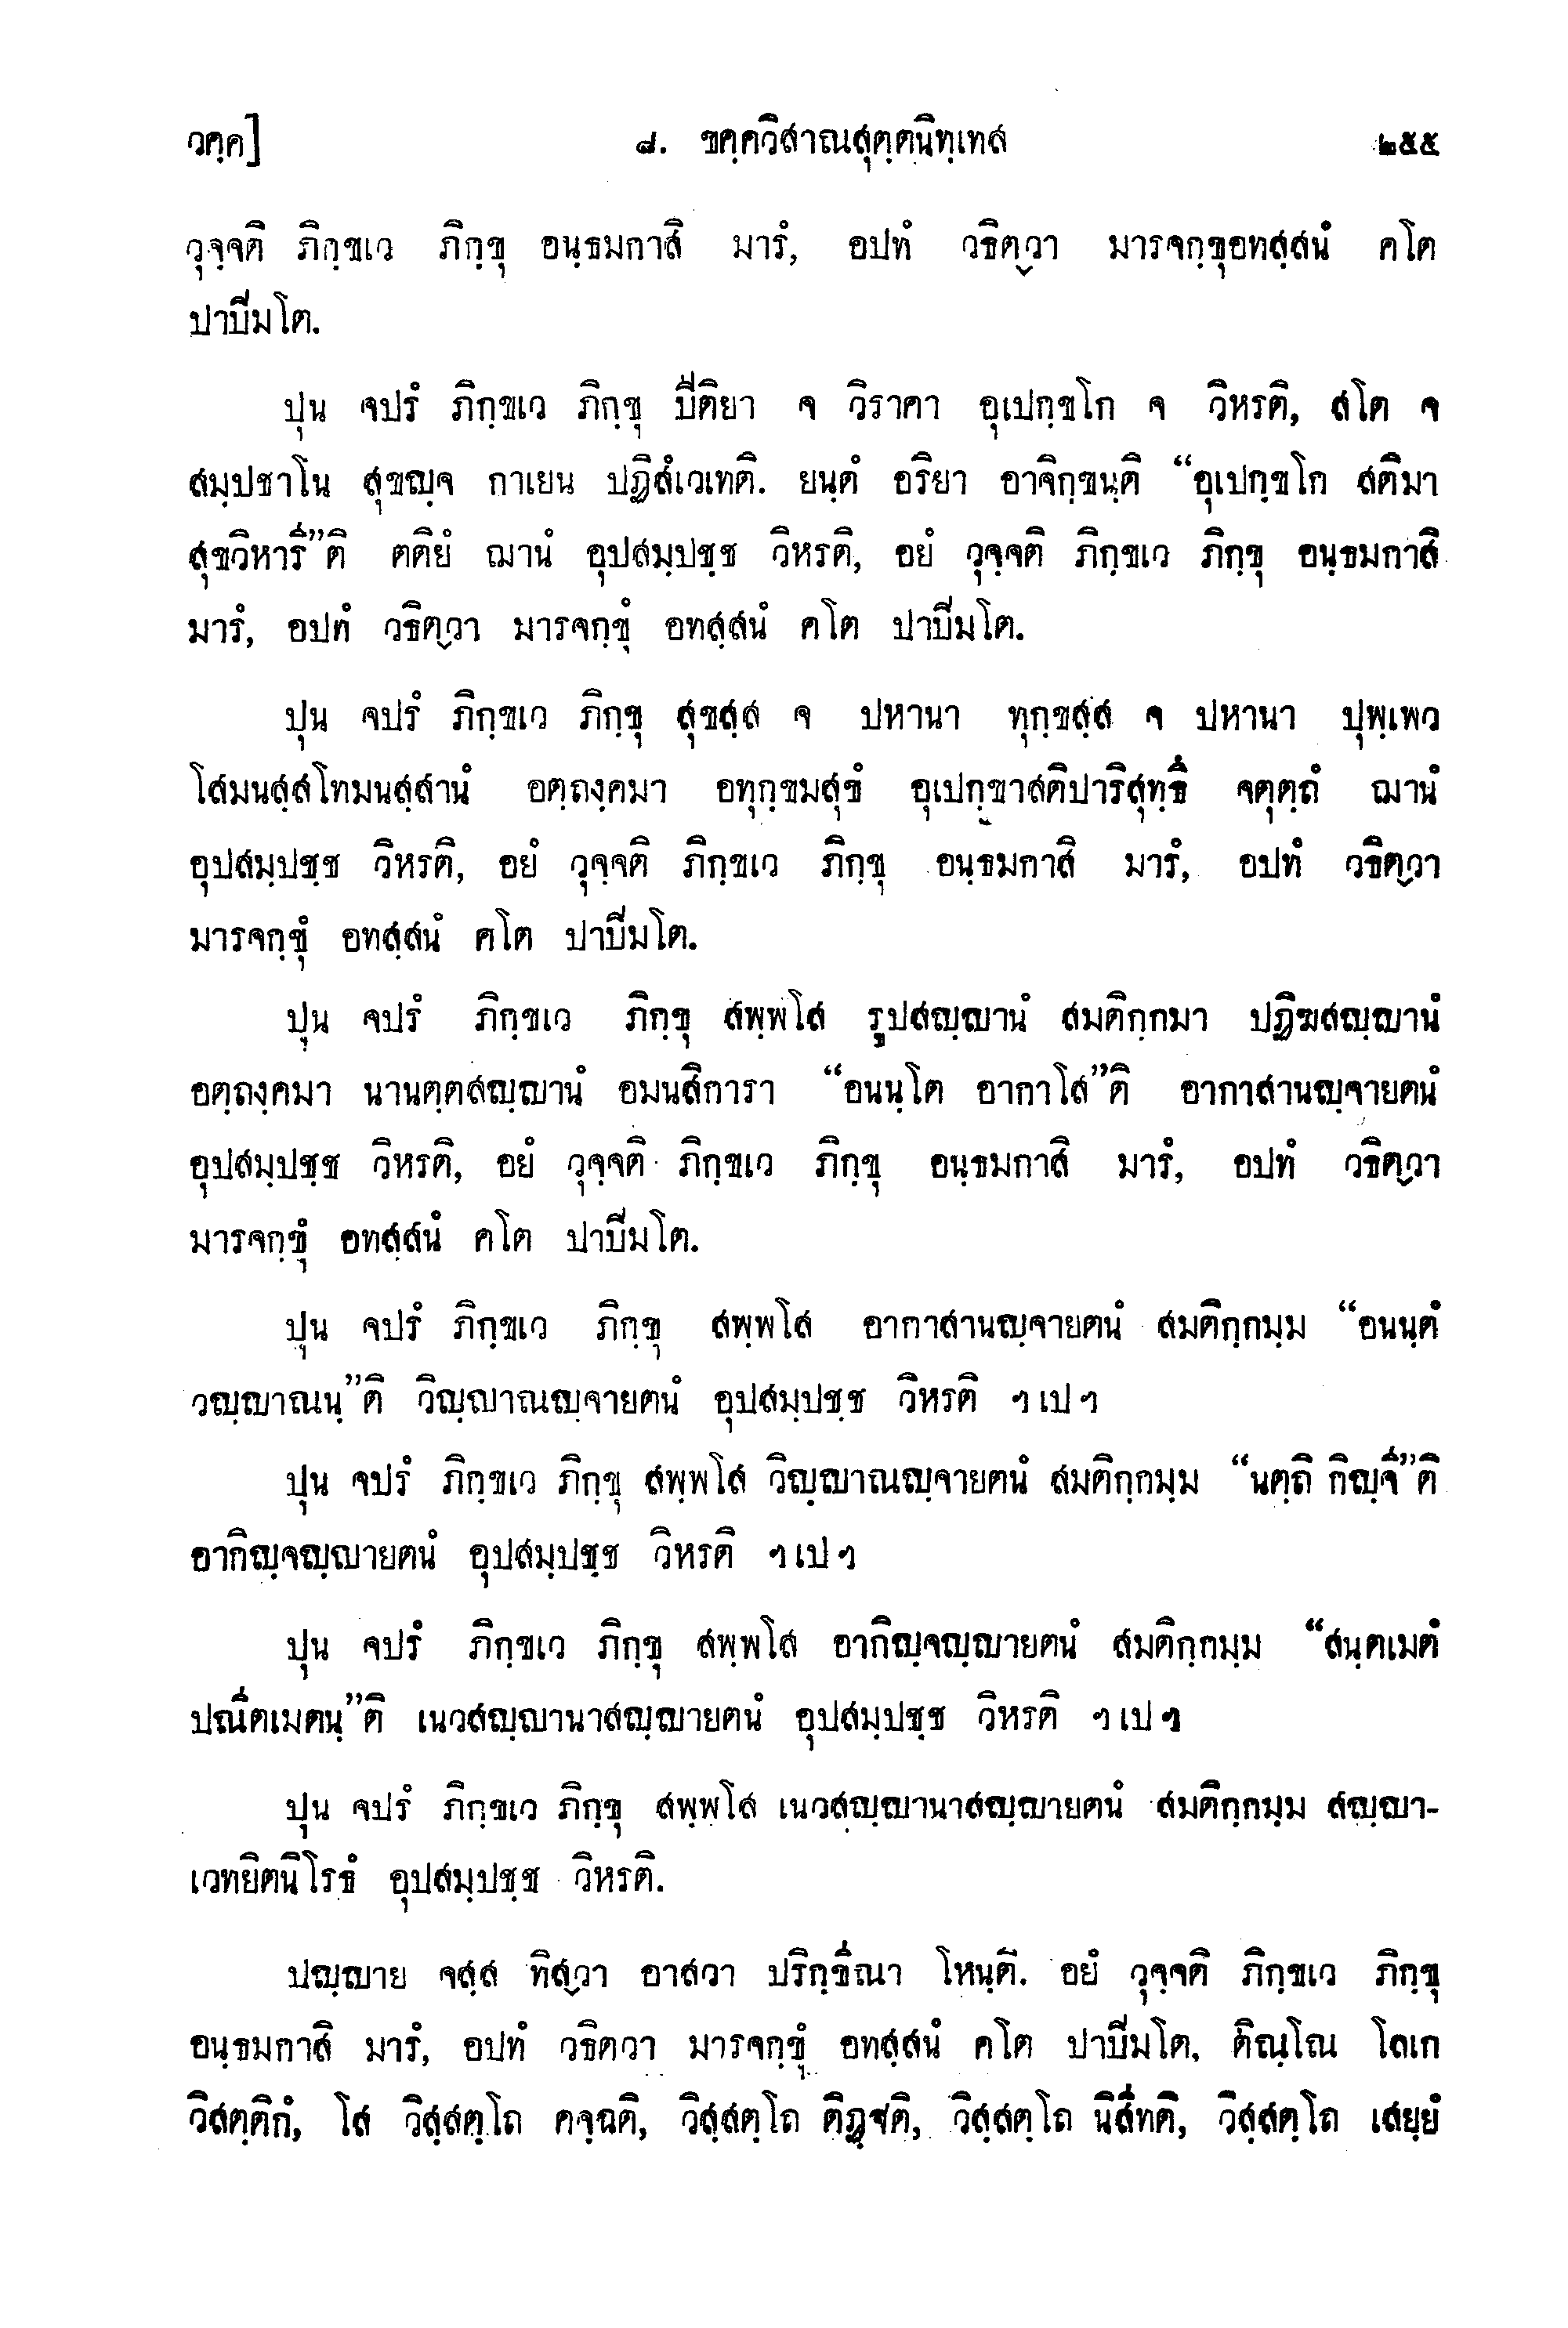 วคฺค]
๘. ขคฺควิสาณสุตฺตนิทฺเทส
๒๕๕
วุจฺจติ ภิกฺขเว ภิกฺขุ อนฺธมกาสิ มารํ, อปทํ วธิตฺวา มารจกฺขุอทสฺสนํ คโต
ปาปีมโต.
ปุน จปรํ ภิกฺขเว ภิกฺขุ ปีติยา จ วิราคา อุเปกฺขโก จ วิหรติ, สโต จ
สมฺปชาโน สุขญฺจ กาเยน ปฏิสํเวเทติ. ยนฺตํ อริยา อาจิกฺขนฺติ “อุเปกฺขโก สติมา
สุขวิหารี”ติ ตติยํ ฌานํ อุปสมฺปชฺช วิหรติ, อยํ วุจฺจติ ภิกฺขเว ภิกฺขุ อนฺธมกาสิ
มารํ, อปทํ วธิตฺวา มารจกฺขุํ อทสฺสนํ คโต ปาปีมโต.
ปุน จปรํ ภิกฺขเว ภิกฺขุ สุขสฺส จ ปหานา ทุกฺขสฺส จ ปหานา ปุพฺเพว
โสมนสฺสโทมนสฺสานํ อตฺถงฺคมา อทุกฺขมสุขํ อุเปกฺขาสติปาริสุทฺธึ จตุตฺถํ ฌานํ
อุปสมฺปชฺช วิหรติ, อยํ วุจฺจติ ภิกฺขเว ภิกฺขุ อนฺธมกาสิ มารํ, อปทํ วธิตฺวา
มารจกฺขุํ อทสฺสนํ คโต ปาปีมโต.
ปุน จปรํ ภิกฺขเว ภิกฺขุ สพฺพโส รูปสญฺญานํ สมติกฺกมา ปฏิฆสญฺญานํ
อตฺถงฺคมา นานตฺตสญฺญานํ อมนสิการา “อนนฺโต อากาโส”ติ อากาสานญฺจายตนํ
อุปสมฺปชฺช วิหรติ, อยํ วุจฺจติ ภิกฺขเว ภิกฺขุ อนฺธมกาสิ มารํ, อปทํ วธิตฺวา
มารจกฺขุํ อทสฺสนํ คโต ปาปีมโต.
ปุน จปรํ ภิกฺขเว ภิกฺขุ สพฺพโส อากาสานญฺจายตนํ สมติกฺกมฺม “อนนฺตํ
วญฺญาณนฺ”ติ วิญฺญาณญฺจายตนํ อุปสมฺปชฺช วิหรติ ฯ เป ฯ
ปุน จปรํ ภิกฺขเว ภิกฺขุ สพฺพโส วิญฺญาณญฺจายตนํ สมติกฺกมฺม “นตฺถิ กิญฺจี”ติ
อากิญฺจญฺญายตนํ อุปสมฺปชฺช วิหรติ ฯ เป ฯ
ปุน จปรํ ภิกฺขเว ภิกฺขุ สพฺพโส อากิญฺจญฺญายตนํ สมติกฺกมฺม “สนฺตเมตํ
ปณีตเมตนฺ”ติ เนวสญฺญานาสญฺญายตนํ อุปสมฺปชฺช วิหรติ ฯ เป ฯ
ปุน จปรํ ภิกฺขเว ภิกฺขุ สพฺพโส เนวสญฺญานาสญฺญายตนํ สมติกฺกมฺม สญฺญา-
เวทยิตนิโรธํ อุปสมฺปชฺช วิหรติ.
ปญฺญาย จสฺส ทิสฺวา อาสวา ปริกฺขีณา โหนฺติ. อยํ วุจฺจติ ภิกฺขเว ภิกฺขุ
อนฺธมกาสิ มารํ, อปทํ วธิตวา มารจกฺขุํ อทสฺสนํ คโต ปาปีมโต, ติณฺโณ โลเก
วิสตฺติกํ, โส วิสฺสตฺโถ คจฺฉติ, วิสฺสตฺโถ ติฏฺฐติ, วิสฺสตฺโถ นิสีทติ, วิสฺสตฺโถ เสยฺยํ